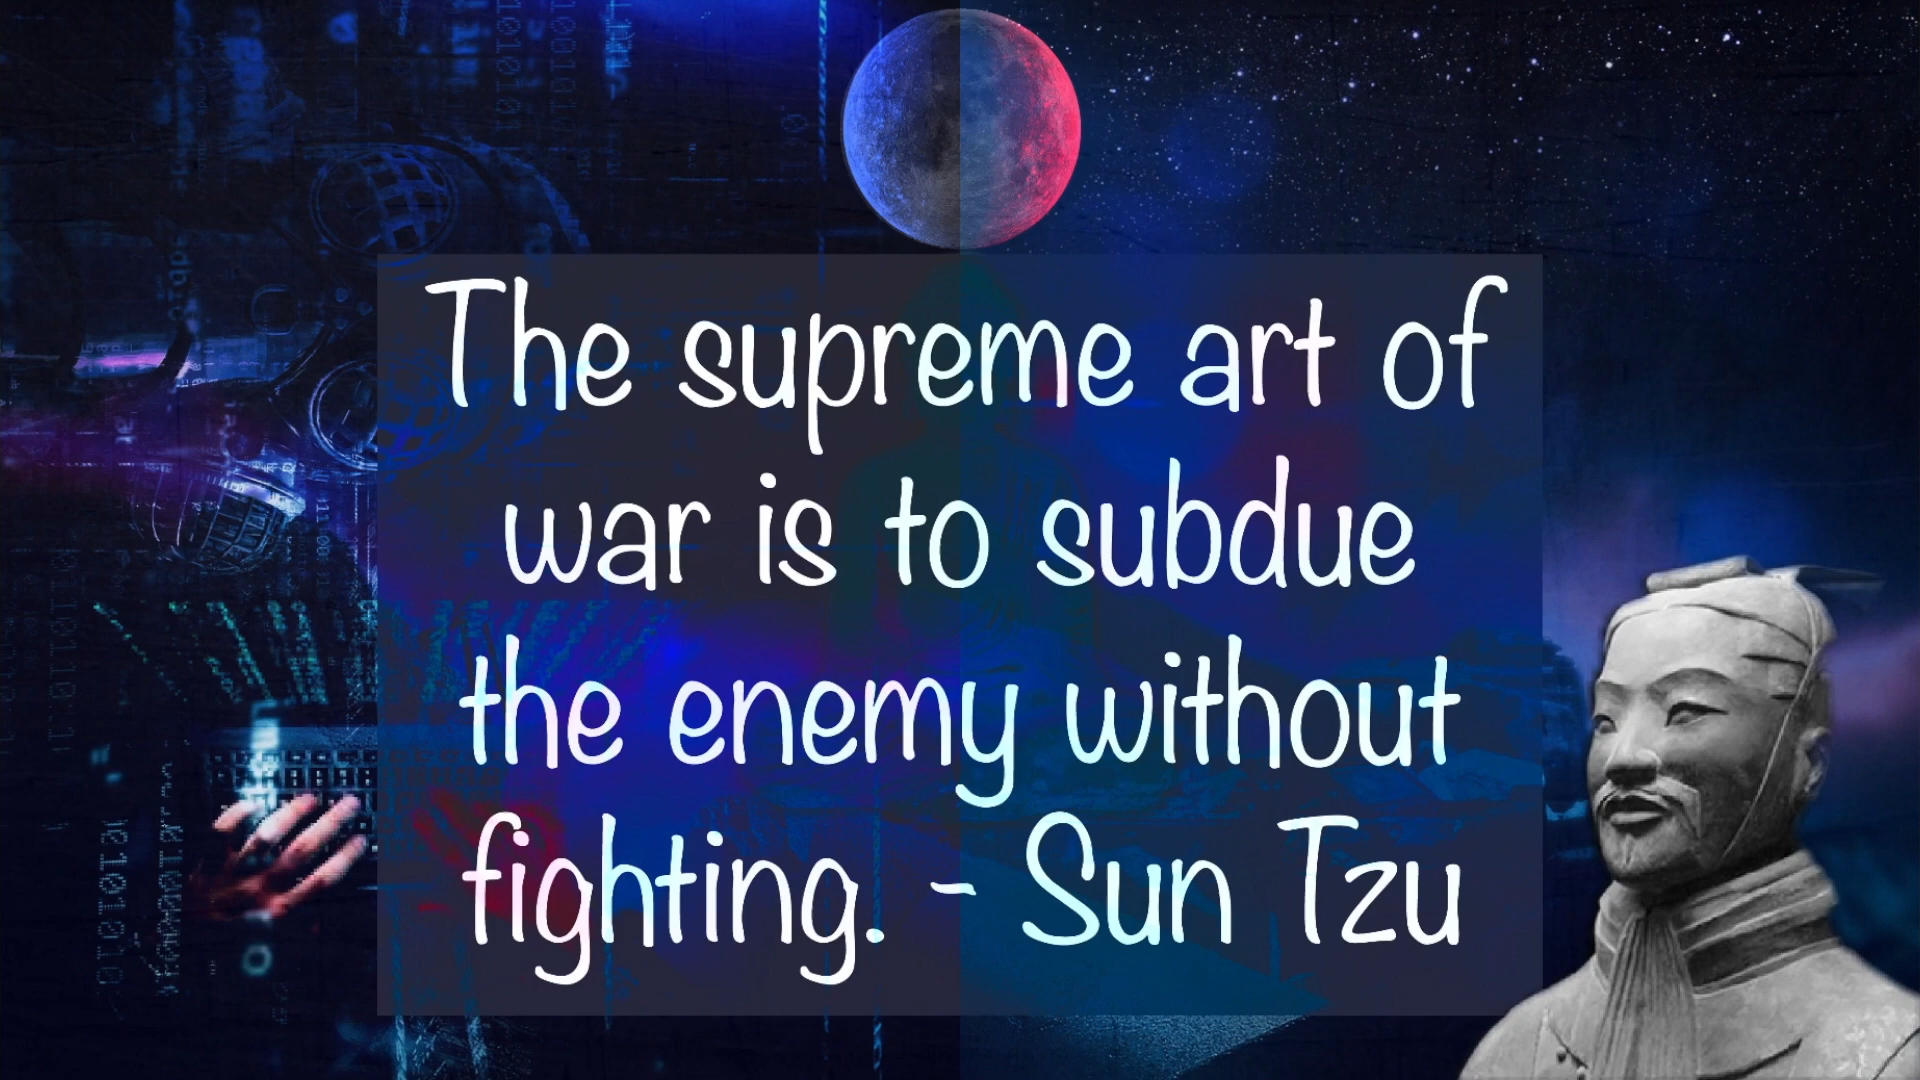 The supreme art of
war is to subdue
the enemy without
fighting. - Sun Tzu